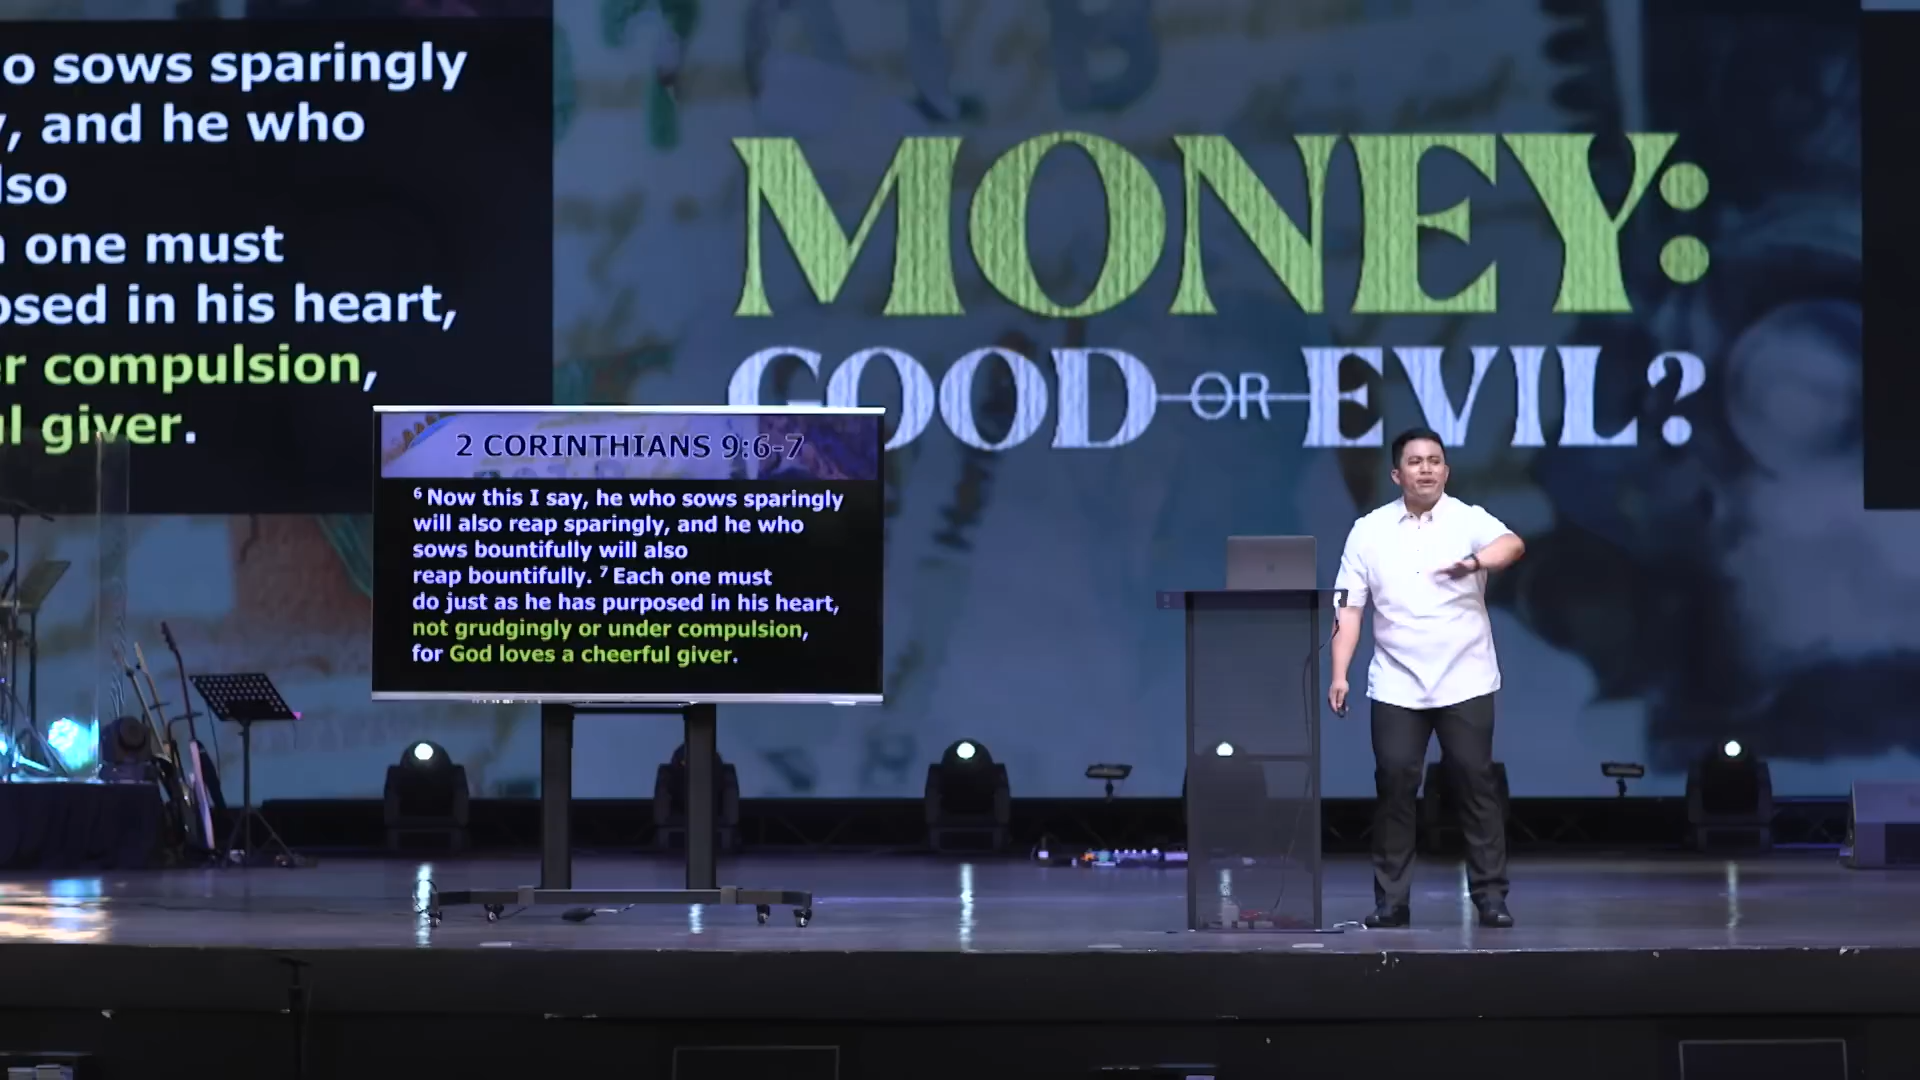 o sows sparingly
, and he who
lso
one must
osed in his heart,
er compulsion,
ul giver.
MONEY:
GOOD OR EVIL?
2 CORINTHIANS 9:6-7
6 Now this I say, he who sows sparingly
will also reap sparingly, and he who
sows bountifully will also
reap bountifully. 7 Each one must
do just as he has purposed in his heart,
not grudgingly or under compulsion,
for God loves a cheerful giver.